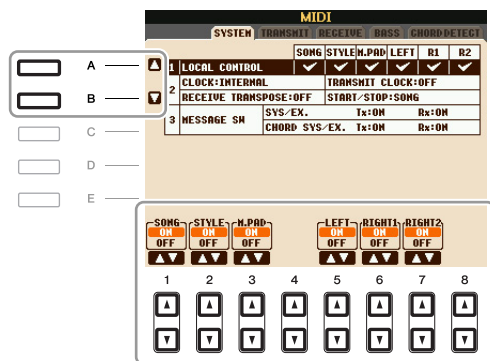 MIDI
SYSTEM TRANSMIT RECEIVE BASS CHORD DETECT
SONG STYLE M.PAD LEFT R1 R2
A 1 LOCAL CONTROL
2 CLOCK:INTERNAL TRANSMIT CLOCK:OFF
B RECEIVE TRANSPOSE:OFF START/STOP:SONG
3 MESSAGE SW SYS/EX. Tx:ON Rx:ON
CHORD SYS/EX. Tx:ON Rx:ON
C
D
E
SONG STYLE M.PAD LEFT RIGHT1 RIGHT2
ON ON ON ON ON ON
OFF OFF OFF OFF OFF OFF
1 2 3 4 5 6 7 8